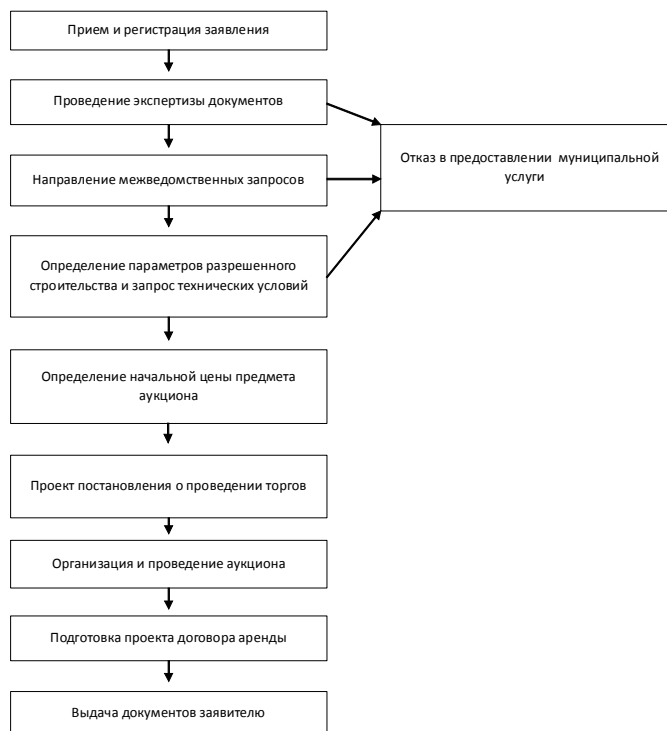 Прием и регистрация заявления
Проведение экспертизы документов
Отказ в предоставлении муниципальной
услуги
Направление межведомственных запросов
Определение параметров разрешенного
строительства и запрос технических условий
Определение начальной цены предмета
аукциона
Проект постановления о проведении торгов
Организация и проведение аукциона
Подготовка проекта договора аренды
Выдача документов заявителю